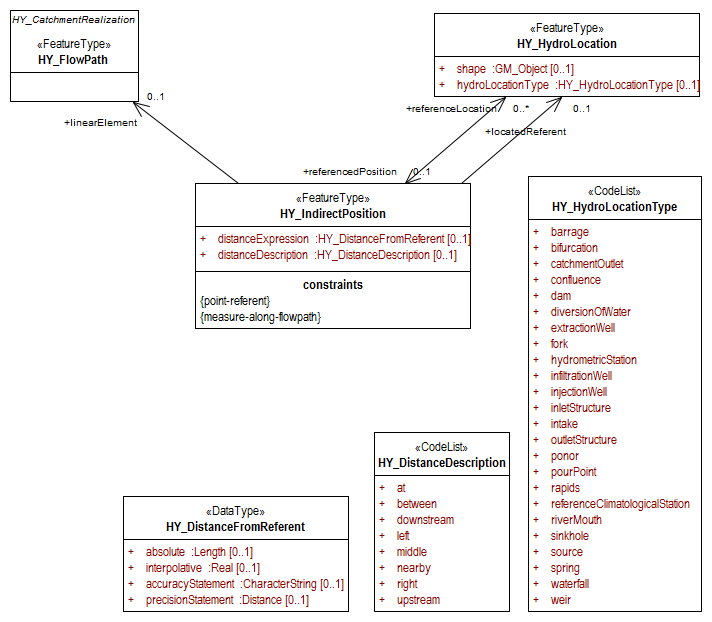 HY_CatchmentRealization
«FeatureType»
HY_FlowPath
«FeatureType»
HY_HydroLocation
+ shape :GM_Object [0..1]
+ hydroLocationType :HY_HydroLocationType [0..1]
0..1
+linearElement
+referenceLocation
0..*
0..1
+locatedReferent
+referencedPosition
0..1
«FeatureType»
HY_IndirectPosition
+ distanceExpression :HY_DistanceFromReferent [0..1]
+ distanceDescription :HY_DistanceDescription [0..1]
constraints
{point-referent}
{measure-along-flowpath}
«CodeList»
HY_HydroLocationType
+ barrage
+ bifurcation
+ catchmentOutlet
+ confluence
+ dam
+ diversionOfWater
+ extractionWell
+ fork
+ hydrometricStation
+ infiltrationWell
+ injectionWell
+ inletStructure
+ intake
+ outletStructure
+ ponor
+ pourPoint
+ rapids
+ referenceClimatologicalStation
+ riverMouth
+ sinkhole
+ source
+ spring
+ waterfall
+ weir
«CodeList»
HY_DistanceDescription
+ at
+ between
+ downstream
+ left
+ middle
+ nearby
+ right
+ upstream
«DataType»
HY_DistanceFromReferent
+ absolute :Length [0..1]
+ interpolative :Real [0..1]
+ accuracyStatement :CharacterString [0..1]
+ precisionStatement :Distance [0..1]